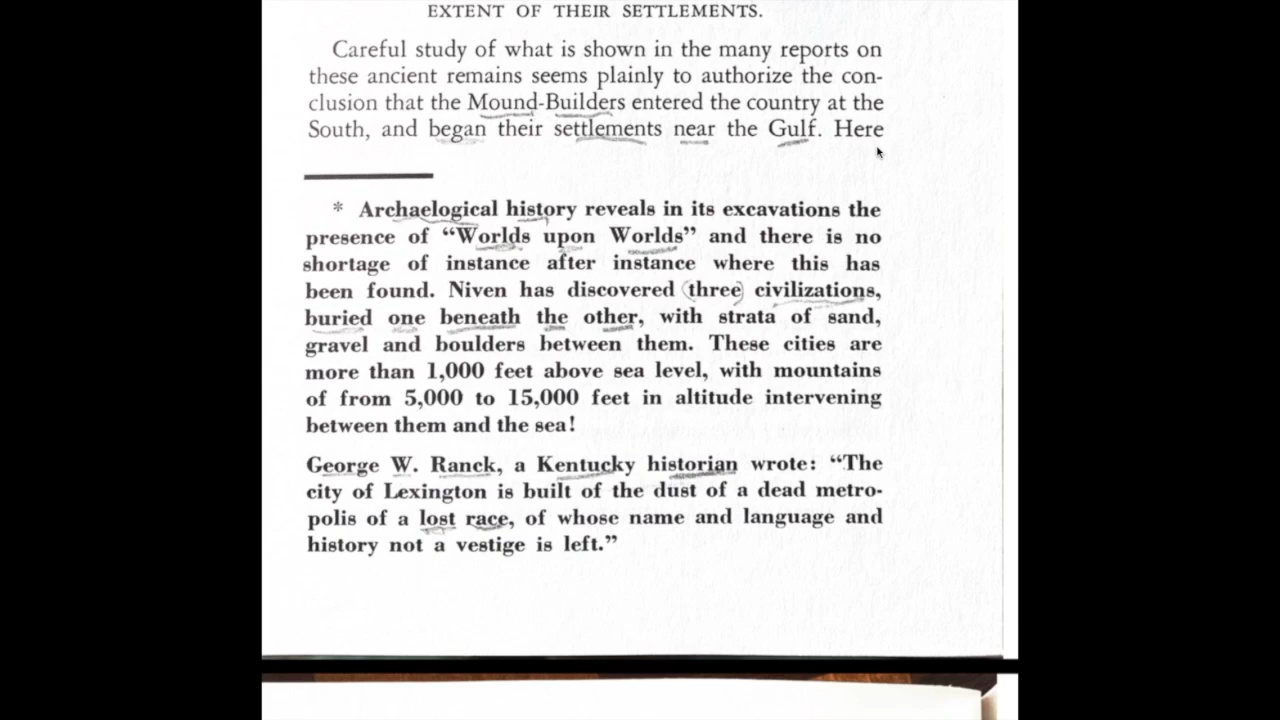 EXTENT OF THEIR SETTLEMENTS.
Careful study of what is shown in the many reports on
these ancient remains seems plainly to authorize the con-
clusion that the Mound-Builders entered the country at the
South, and began their settlements near the Gulf. Here
* Archaelogical history reveals in its excavations the
presence of “Worlds upon Worlds” and there is no
shortage of instance after instance where this has
been found. Niven has discovered (three) civilizations,
buried one beneath the other, with strata of sand,
gravel and boulders between them. These cities are
more than 1,000 feet above sea level, with mountains
of from 5,000 to 15,000 feet in altitude intervening
between them and the sea!
George W. Ranck, a Kentucky historian wrote: “The
city of Lexington is built of the dust of a dead metro-
polis of a lost race, of whose name and language and
history not a vestige is left.”